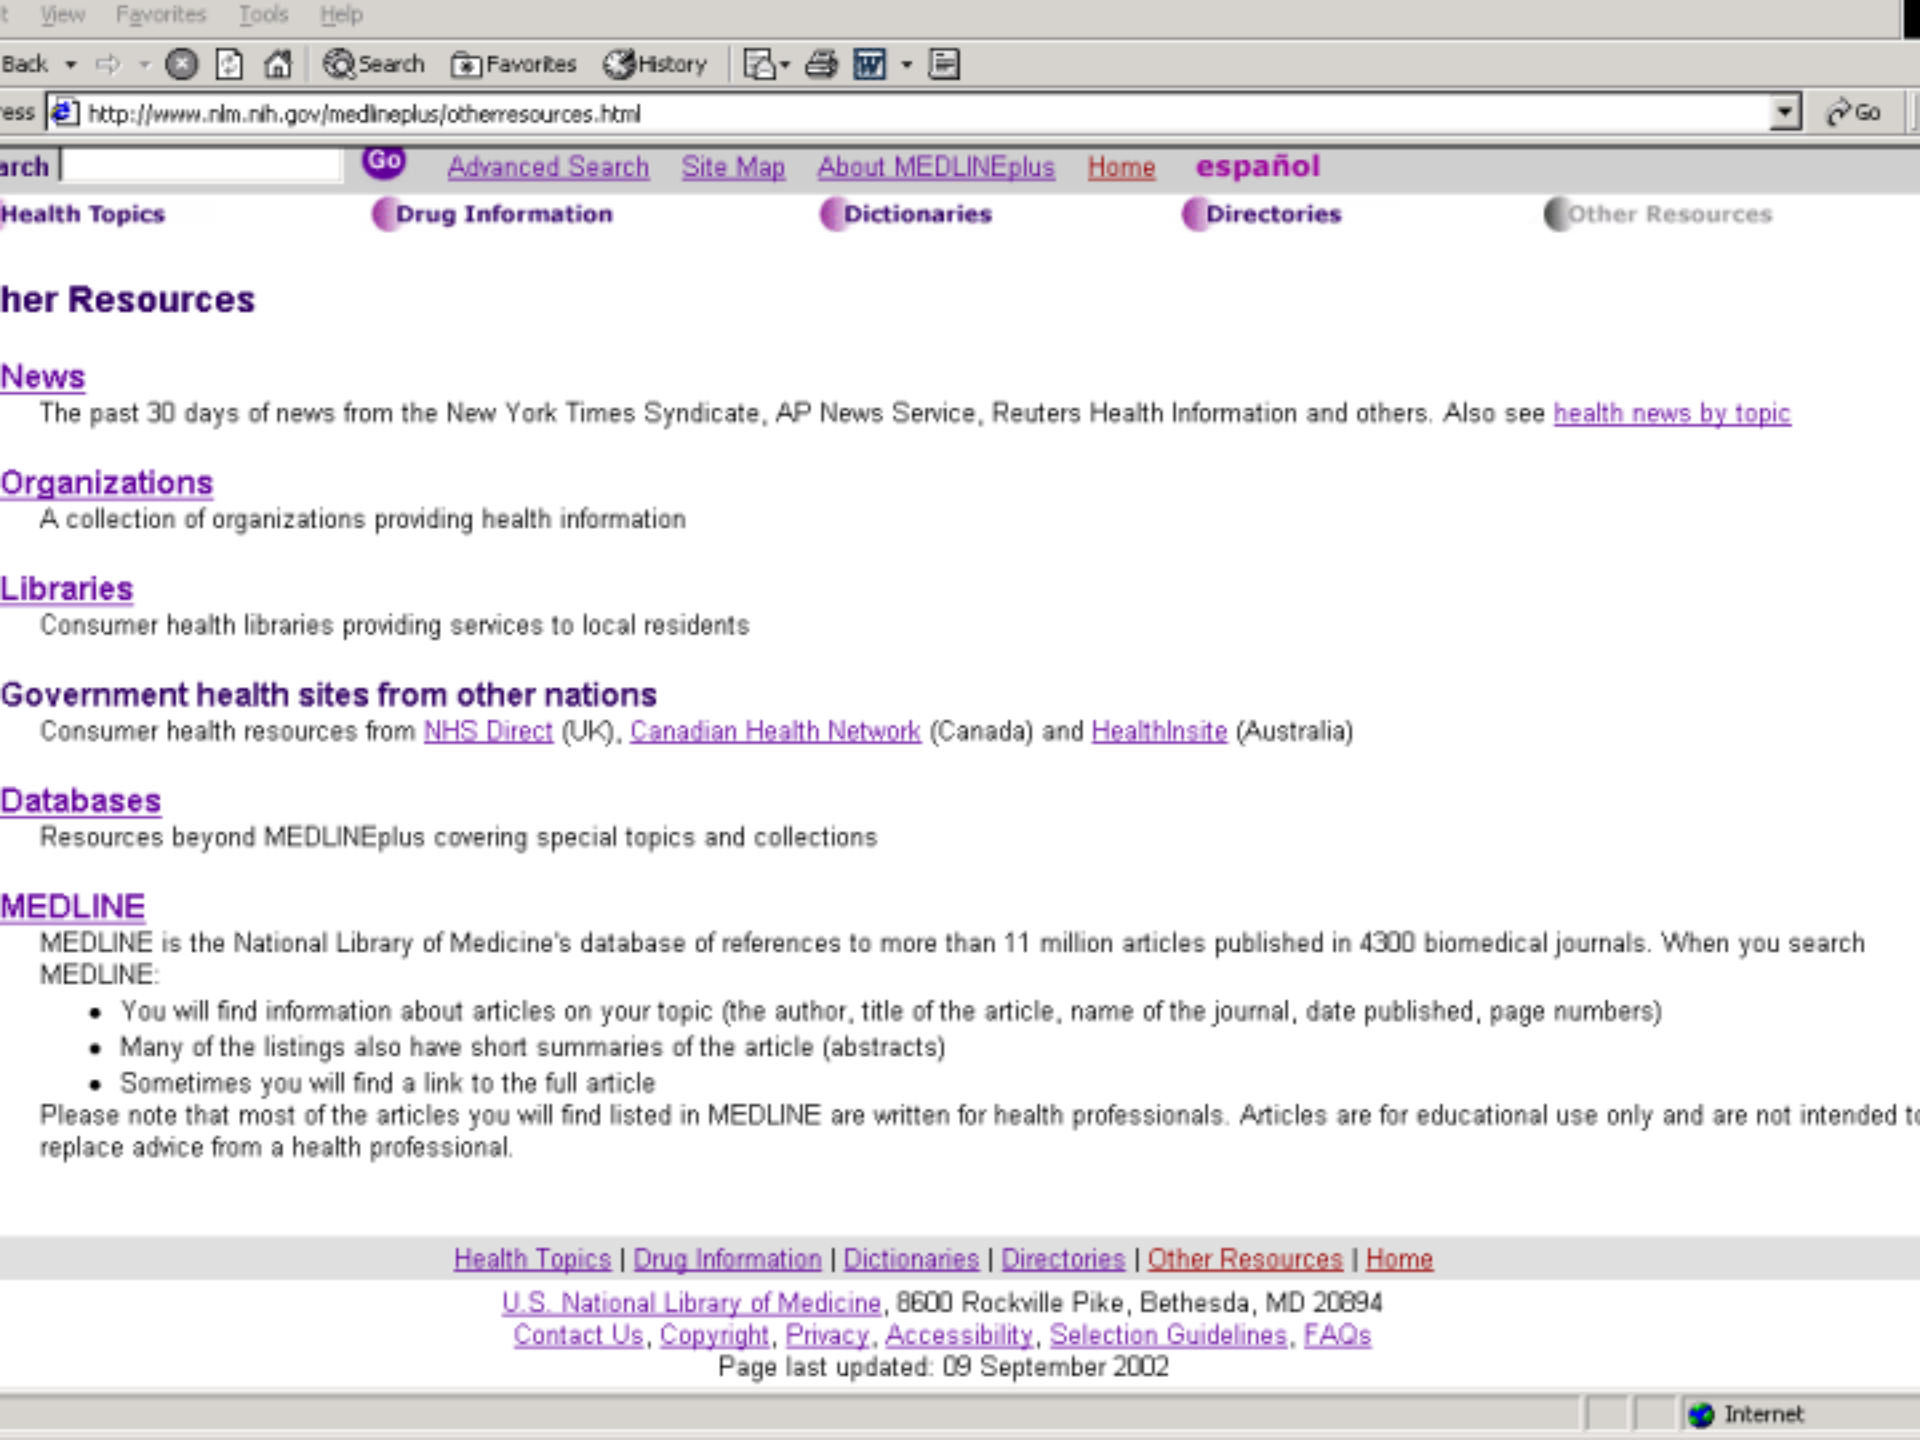 View Favorites Tools Help
Back Search Favorites History
http://www.nlm.nih.gov/medlineplus/otherresources.html Go
Go Advanced Search Site Map About MEDLINEplus Home español
Health Topics Drug Information Dictionaries Directories Other Resources
her Resources
News
The past 30 days of news from the New York Times Syndicate, AP News Service, Reuters Health Information and others. Also see health news by topic
Organizations
A collection of organizations providing health information
Libraries
Consumer health libraries providing services to local residents
Government health sites from other nations
Consumer health resources from NHS Direct (UK), Canadian Health Network (Canada) and HealthInsite (Australia)
Databases
Resources beyond MEDLINEplus covering special topics and collections
MEDLINE
MEDLINE is the National Library of Medicine's database of references to more than 11 million articles published in 4300 biomedical journals. When you search
MEDLINE:
• You will find information about articles on your topic (the author, title of the article, name of the journal, date published, page numbers)
• Many of the listings also have short summaries of the article (abstracts)
• Sometimes you will find a link to the full article
Please note that most of the articles you will find listed in MEDLINE are written for health professionals. Articles are for educational use only and are not intended to
replace advice from a health professional.
Health Topics | Drug Information | Dictionaries | Directories | Other Resources | Home
U.S. National Library of Medicine, 8600 Rockville Pike, Bethesda, MD 20894
Contact Us, Copyright, Privacy, Accessibility, Selection Guidelines, FAQs
Page last updated: 09 September 2002
Internet